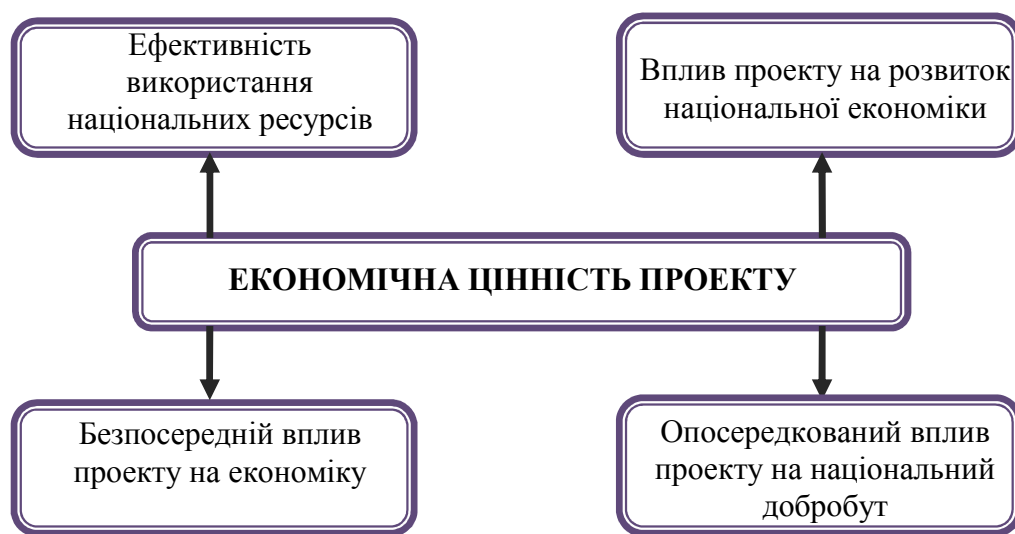 Ефективність
використання
національних ресурсів
Вплив проекту на розвиток
національної економіки
ЕКОНОМІЧНА ЦІННІСТЬ ПРОЕКТУ
Безпосередній вплив
проекту на економіку
Опосередкований вплив
проекту на національний
добробут